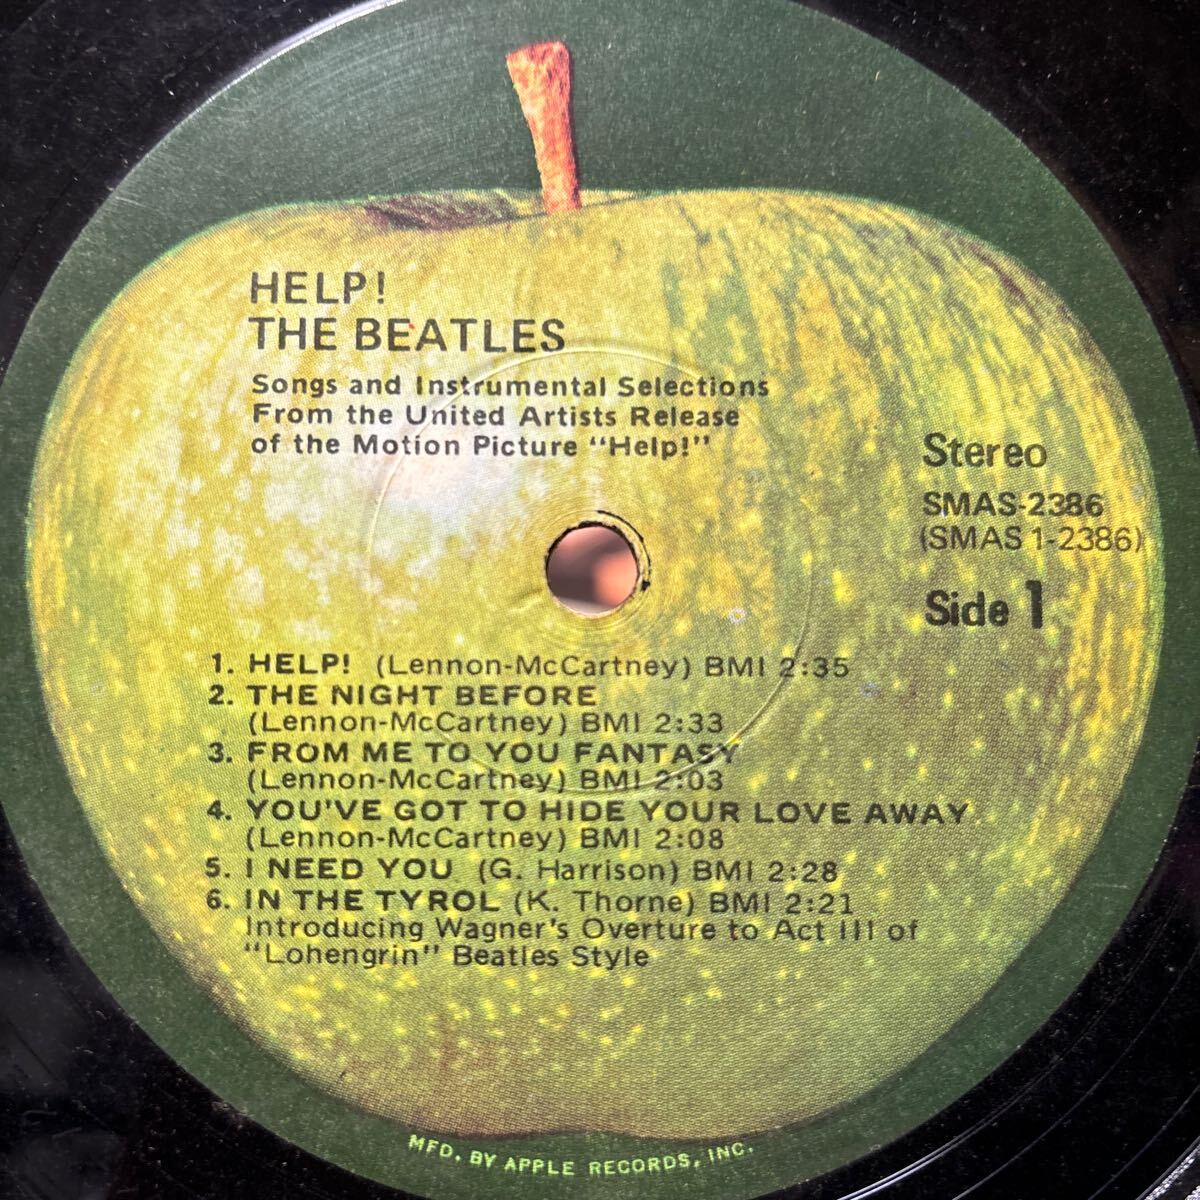 HELP!
THE BEATLES
Songs and Instrumental Selections
From the United Artists Release
of the Motion Picture "Help!"
Stereo
SMAS-2386
(SMAS 1-2386)
Side 1
1. HELP! (Lennon-McCartney) BMI 2:35
2. THE NIGHT BEFORE
(Lennon-McCartney) BMI 2:33
3. FROM ME TO YOU FANTASY
(Lennon-McCartney) BMI 2:03
4. YOU'VE GOT TO HIDE YOUR LOVE AWAY
(Lennon-McCartney) BMI 2:08
5. I NEED YOU (G. Harrison) BMI 2:28
6. IN THE TYROL (K. Thorne) BMI 2:21
Introducing Wagner's Overture to Act III of
"Lohengrin" Beatles Style
MFD. BY APPLE RECORDS, INC.